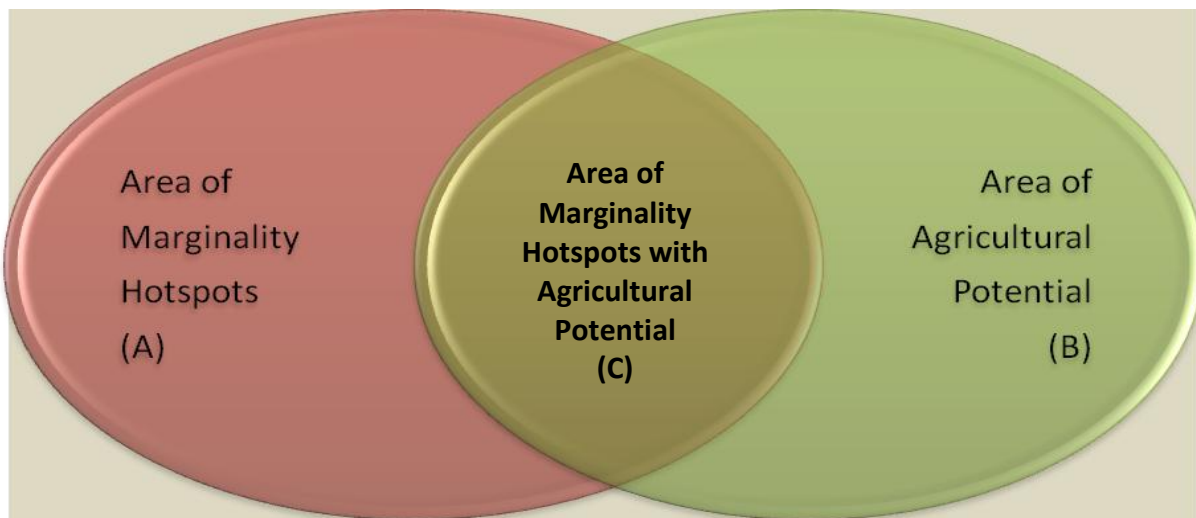 Area of
Marginality
Hotspots
(A)
Area of
Marginality
Hotspots with
Agricultural
Potential
(C)
Area of
Agricultural
Potential
(B)